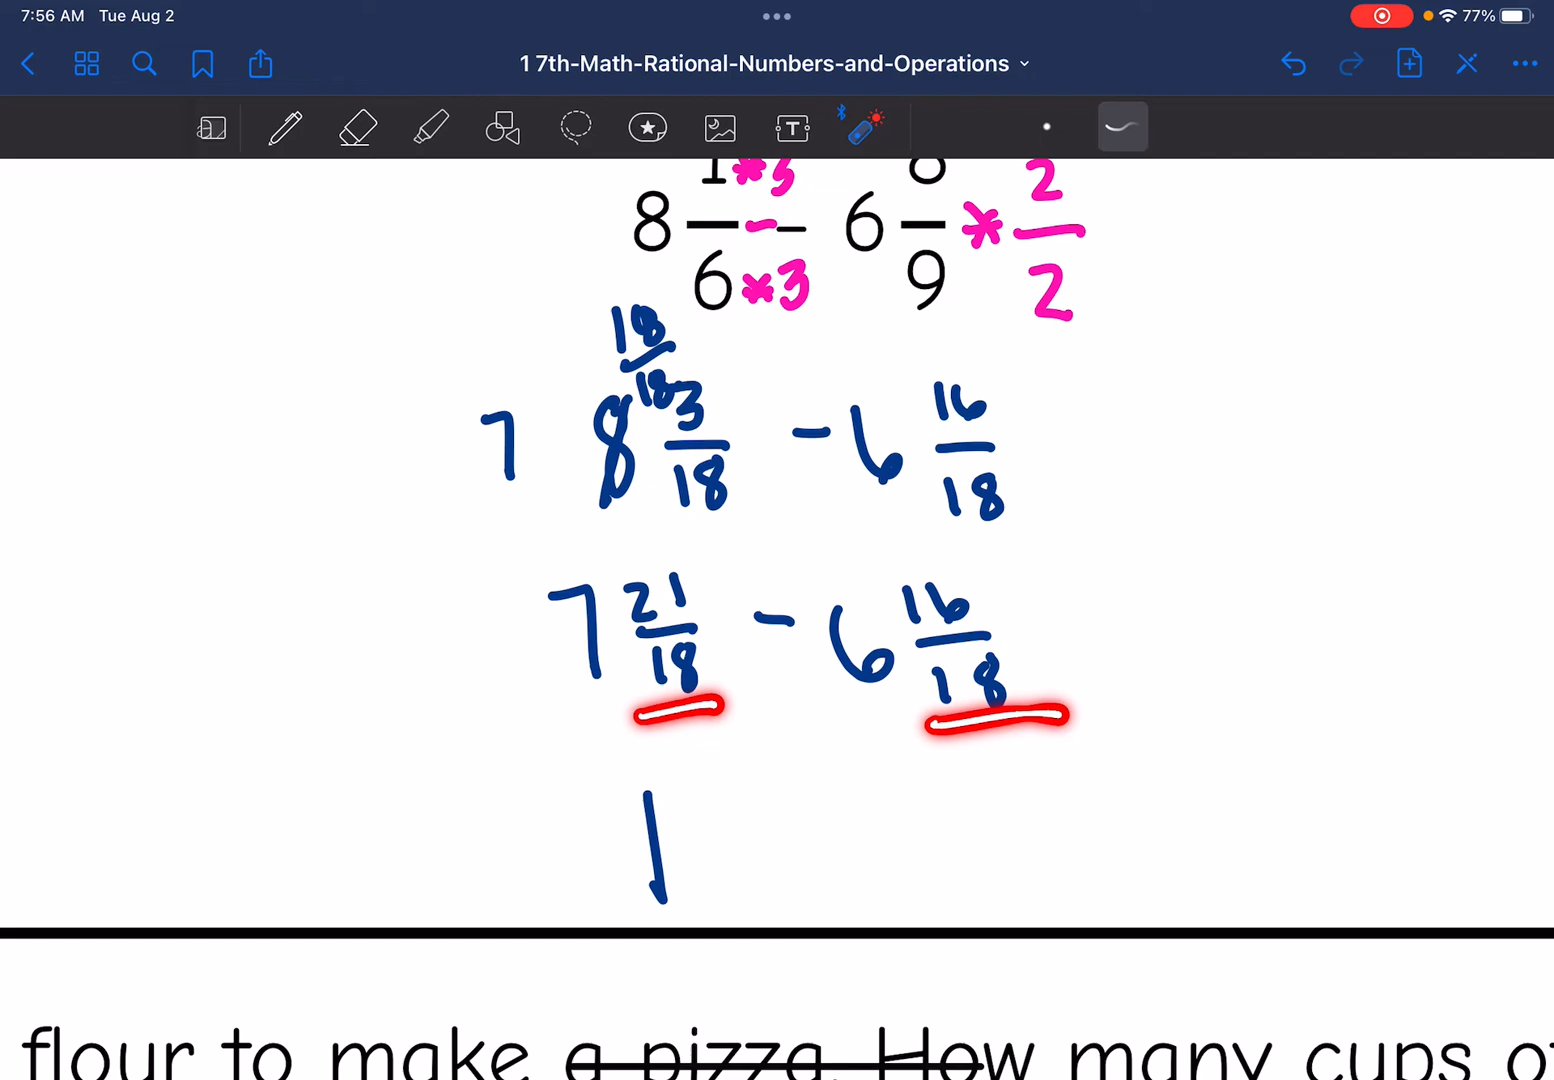 7:56 AM Tue Aug 2 77%
1 7th-Math-Rational-Numbers-and-Operations
T
8 1*3/6*3 - 6 8/9 * 2/2
18/18
7 8 3/18 - 6 16/18
7 21/18 - 6 16/18
1
flour to make a pizza. How many cups of